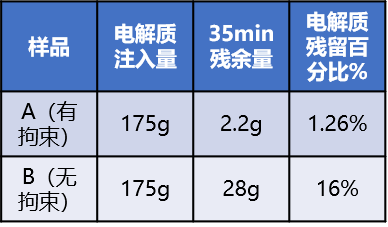 样品
电解质
注入量
35min
残余量
电解质
残留百
分比%
A（有
拘束）
175g
2.2g
1.26%
B（无
拘束）
175g
28g
16%